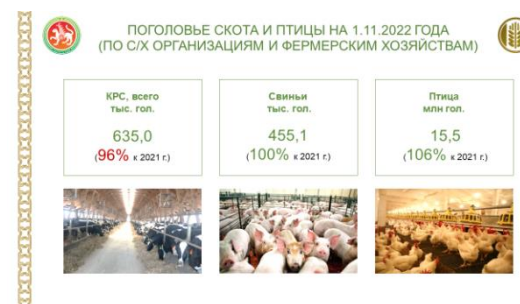 ПОГОЛОВЬЕ СКОТА И ПТИЦЫ НА 1.11.2022 ГОДА
(ПО С/Х ОРГАНИЗАЦИЯМ И ФЕРМЕРСКИМ ХОЗЯЙСТВАМ)
КРС, всего
тыс. гол.
635,0
(96% к 2021 г.)
Свиньи
тыс. гол.
455,1
(100% к 2021 г.)
Птица
млн гол.
15,5
(106% к 2021 г.)